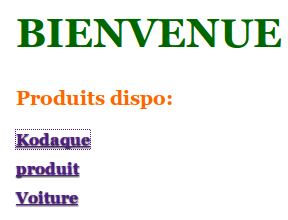 BIENVENUE
Produits dispo:
Kodaque
produit
Voiture